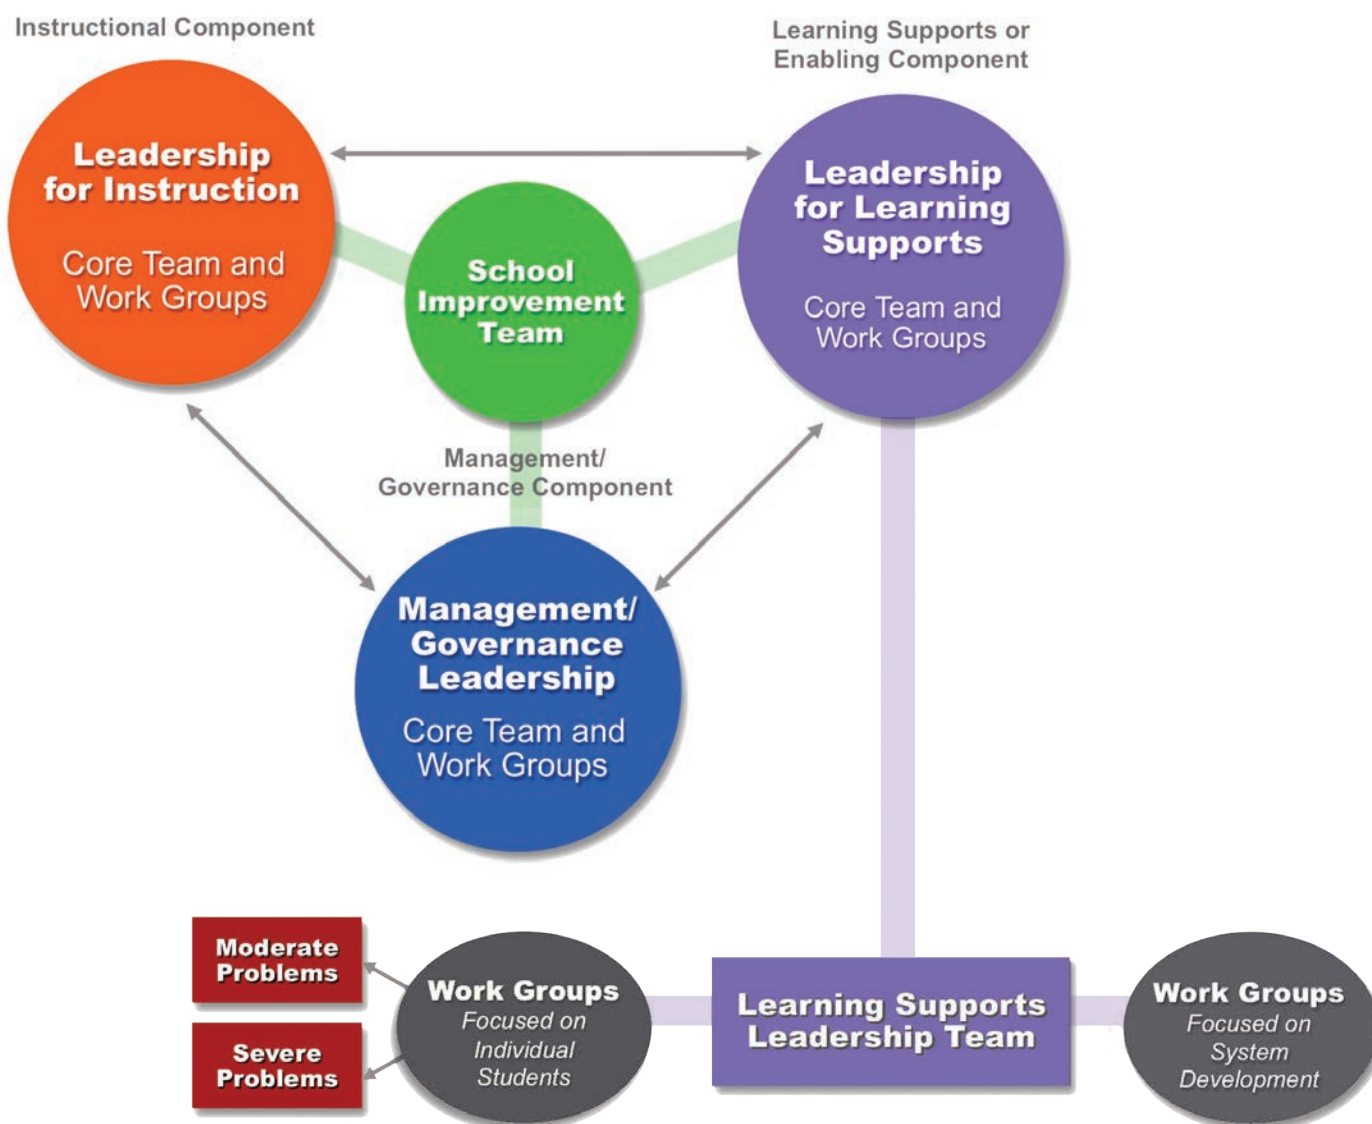 Instructional Component
Learning Supports or
Enabling Component
Leadership
for Instruction
Core Team and
Work Groups
School
Improvement
Team
Leadership
for Learning
Supports
Core Team and
Work Groups
Management/
Governance Component
Management/
Governance
Leadership
Core Team and
Work Groups
Moderate
Problems
Severe
Problems
Work Groups
Focused on
Individual
Students
Learning Supports
Leadership Team
Work Groups
Focused on
System
Development